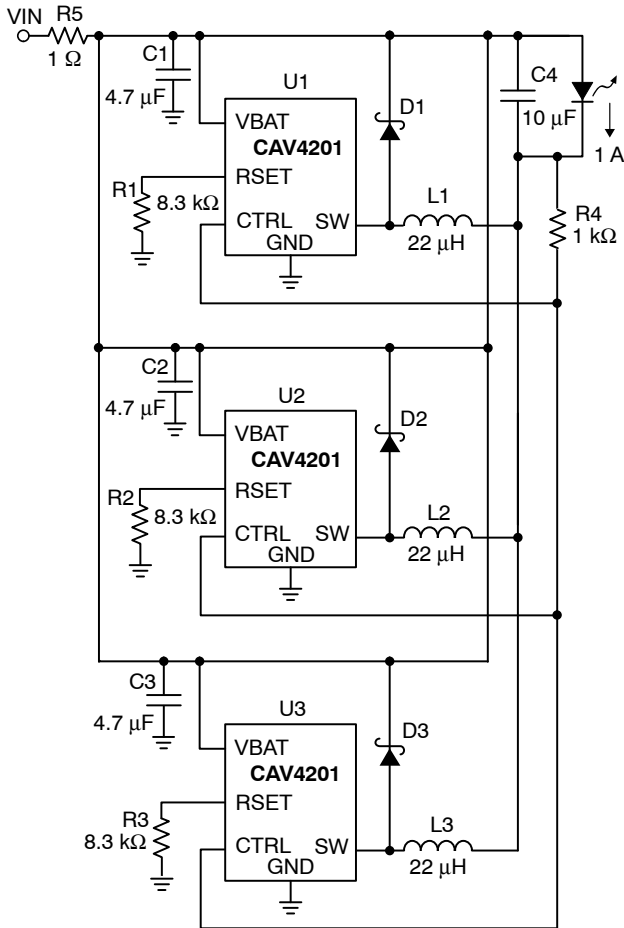 VIN
R5
1 Ω
C1
4.7 μF
U1
VBAT
CAV4201
RSET
CTRL
SW
GND
R1
8.3 kΩ
D1
L1
22 μH
C4
10 μF
1 A
R4
1 kΩ
C2
4.7 μF
U2
VBAT
CAV4201
RSET
CTRL
SW
GND
R2
8.3 kΩ
D2
L2
22 μH
C3
4.7 μF
U3
VBAT
CAV4201
RSET
CTRL
SW
GND
R3
8.3 kΩ
D3
L3
22 μH